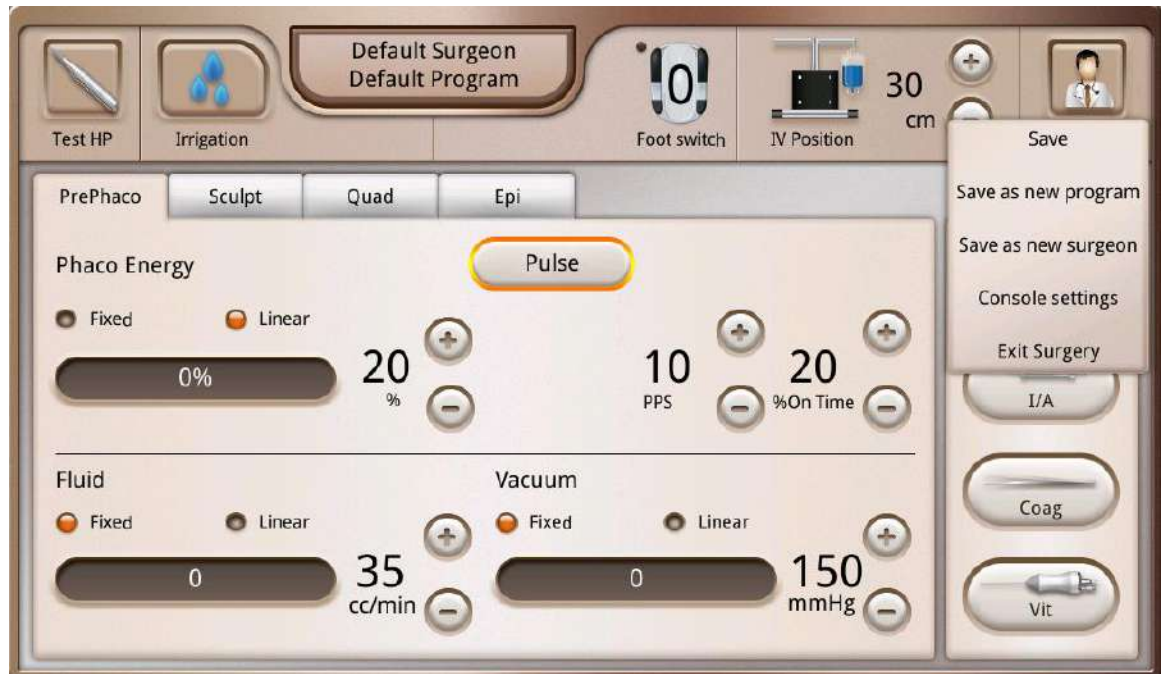 Default Surgeon
Default Program
0
30
cm
Test HP
Irrigation
Foot switch
IV Position
Save
Save as new program
Save as new surgeon
Console settings
Exit Surgery
PrePhaco
Sculpt
Quad
Epi
Phaco Energy
Pulse
Fixed
Linear
0%
20
%
10
PPS
20
%On Time
I/A
Fluid
Fixed
Linear
0
35
cc/min
Vacuum
Fixed
Linear
0
150
mmHg
Coag
Vit